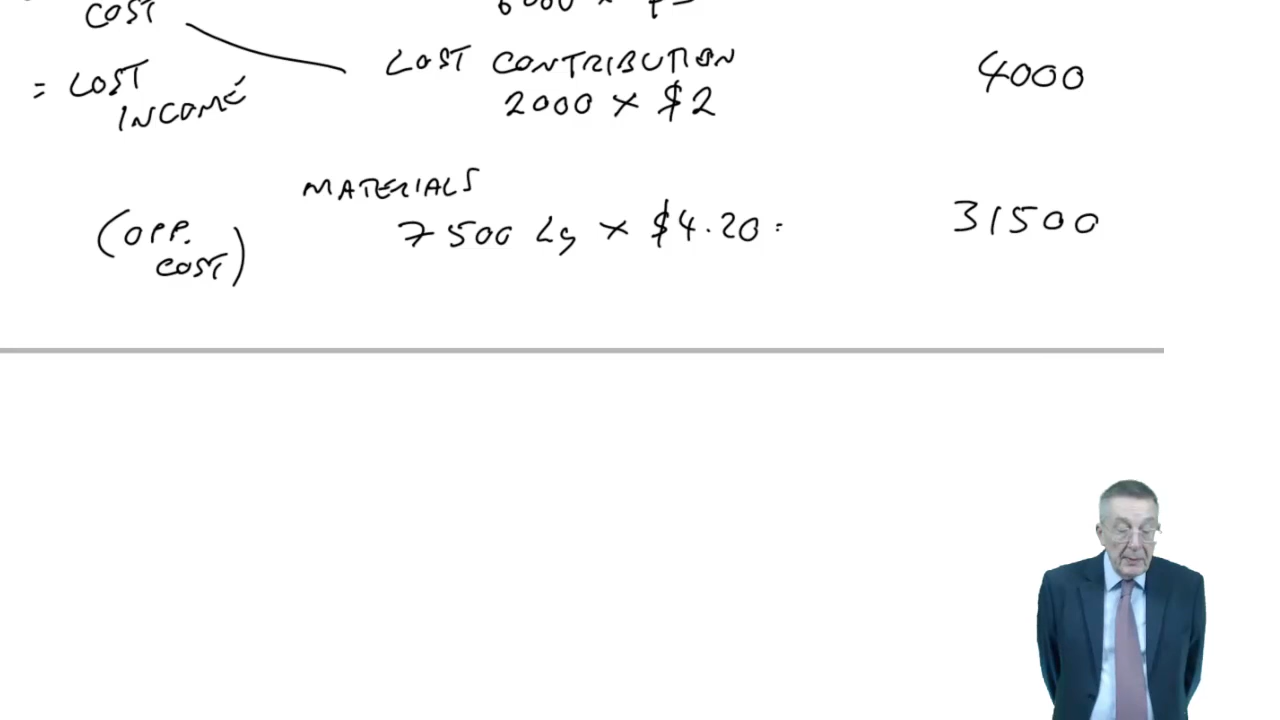 COST
= LOST
INCOME
LOST CONTRIBUTION
2000 × $2
4000
MATERIALS
(OPP.
COST)
7500 kg × $4.20 =
31500